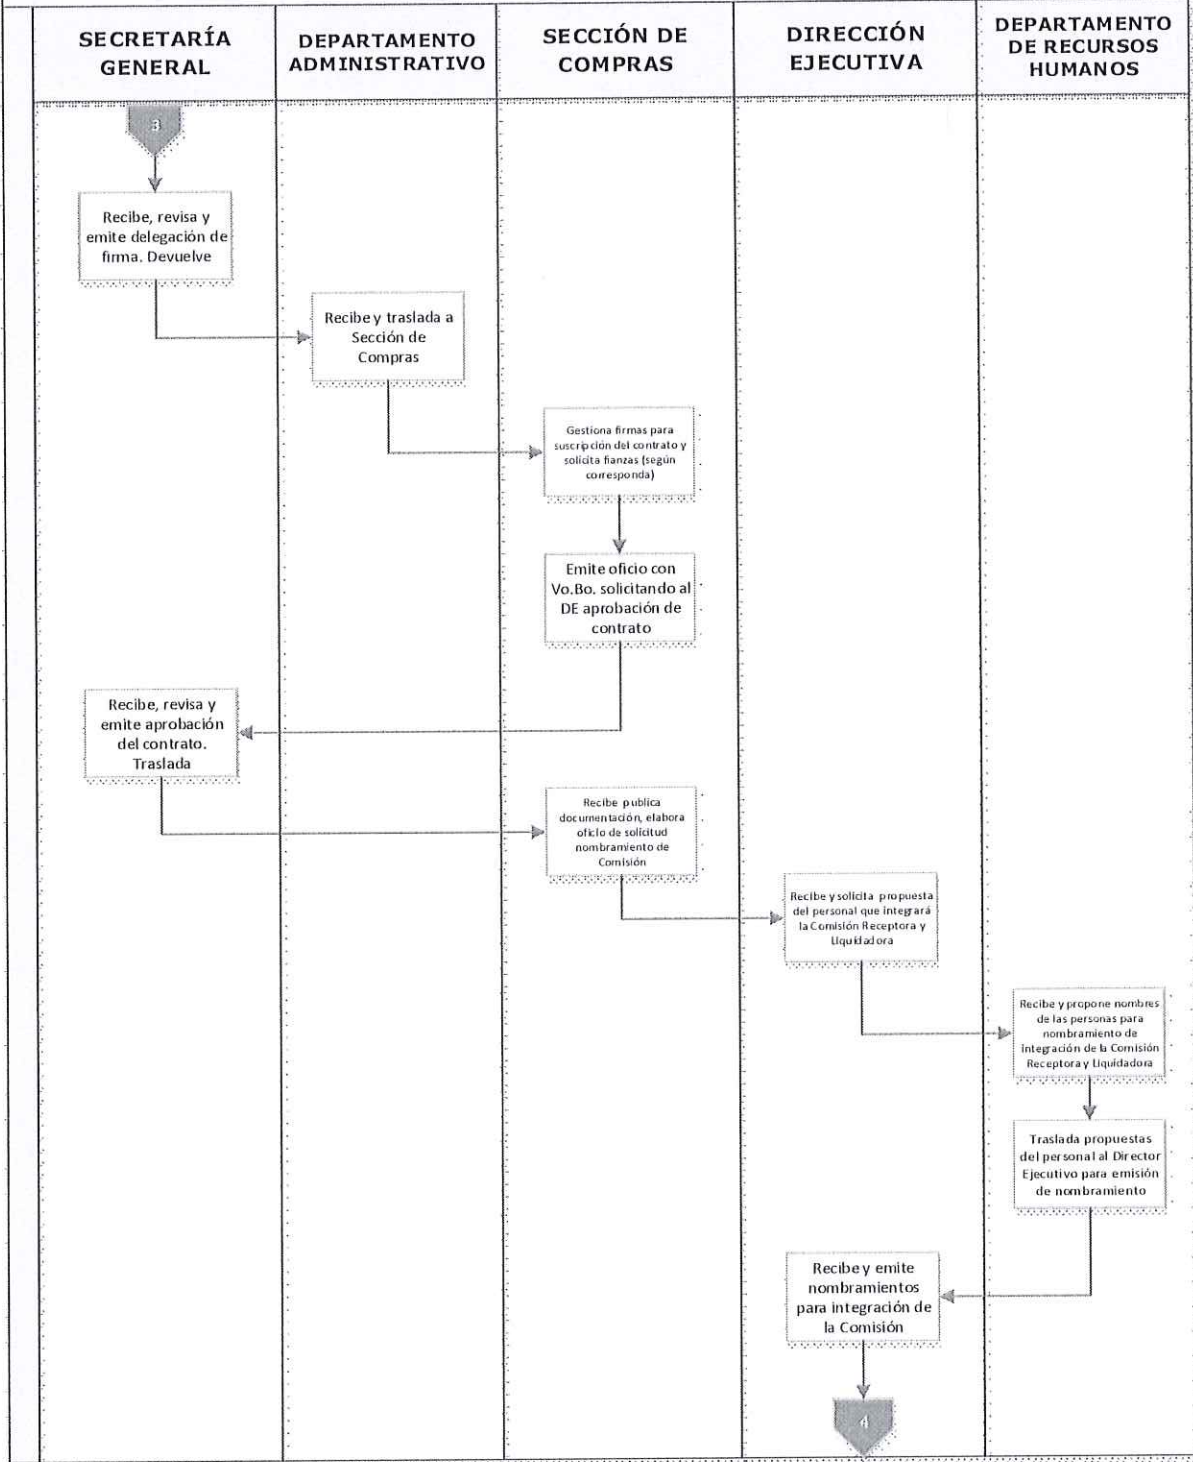 SECRETARÍA
GENERAL
DEPARTAMENTO
ADMINISTRATIVO
SECCIÓN DE
COMPRAS
DIRECCIÓN
EJECUTIVA
DEPARTAMENTO
DE RECURSOS
HUMANOS
3
Recibe, revisa y
emite delegación de
firma. Devuelve
Recibe y traslada a
Sección de
Compras
Gestiona firmas para
suscripción del contrato y
solicita fianzas (según
corresponda)
Emite oficio con
Vo.Bo. solicitando al
DE aprobación de
contrato
Recibe, revisa y
emite aprobación
del contrato.
Traslada
Recibe publica
documentación, elabora
oficio de solicitud
nombramiento de
Comisión
Recibe y solicita propuesta
del personal que integrará
la Comisión Receptora y
Liquidadora
Recibe y propone nombres
de las personas para
nombramiento de
integración de la Comisión
Receptora y Liquidadora
Traslada propuestas
del personal al Director
Ejecutivo para emisión
de nombramiento
Recibe y emite
nombramientos
para integración de
la Comisión
4